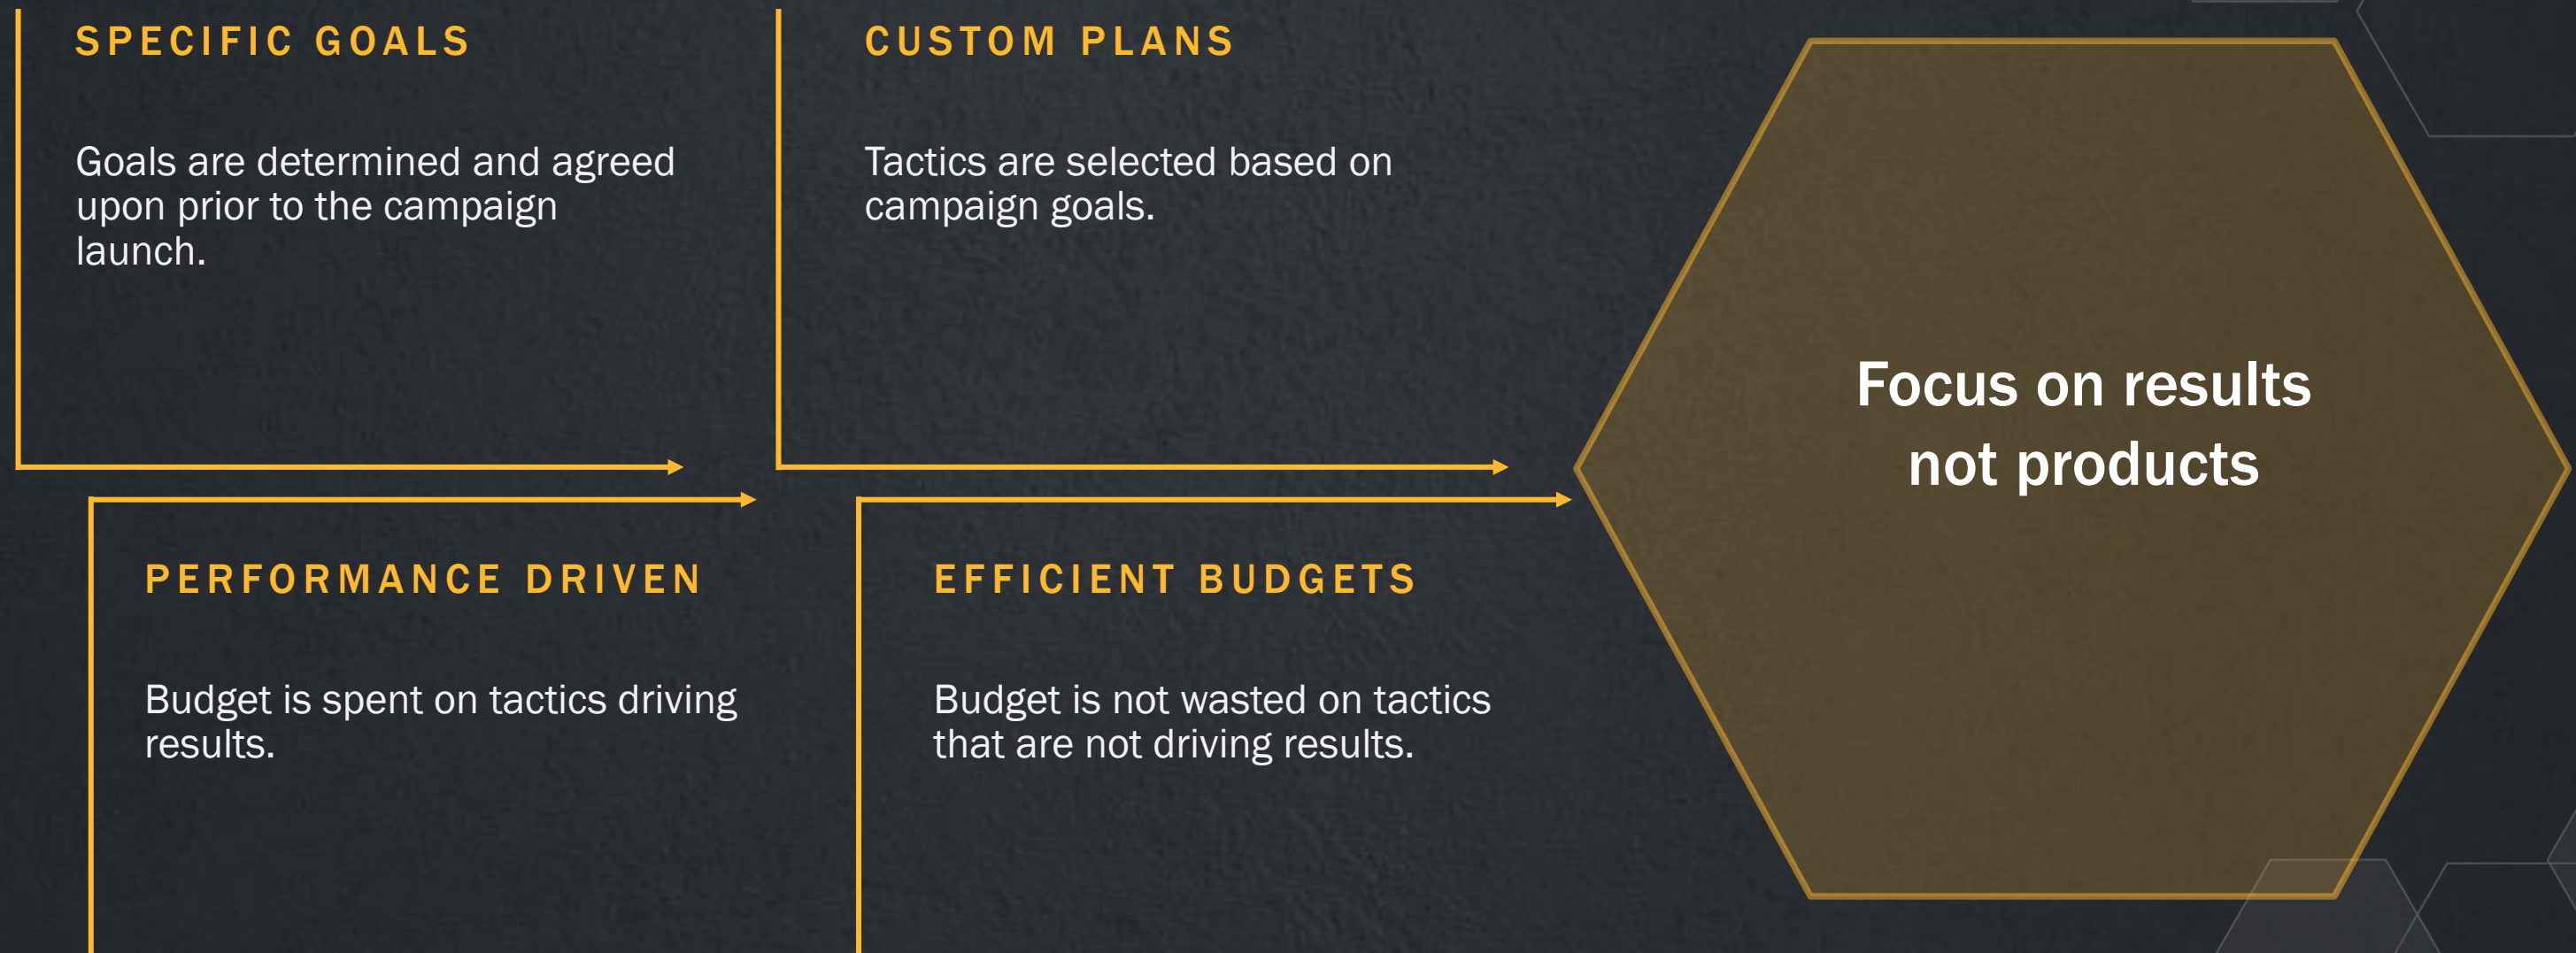 SPECIFIC GOALS
Goals are determined and agreed
upon prior to the campaign
launch.
CUSTOM PLANS
Tactics are selected based on
campaign goals.
PERFORMANCE DRIVEN
Budget is spent on tactics driving
results.
EFFICIENT BUDGETS
Budget is not wasted on tactics
that are not driving results.
Focus on results
not products